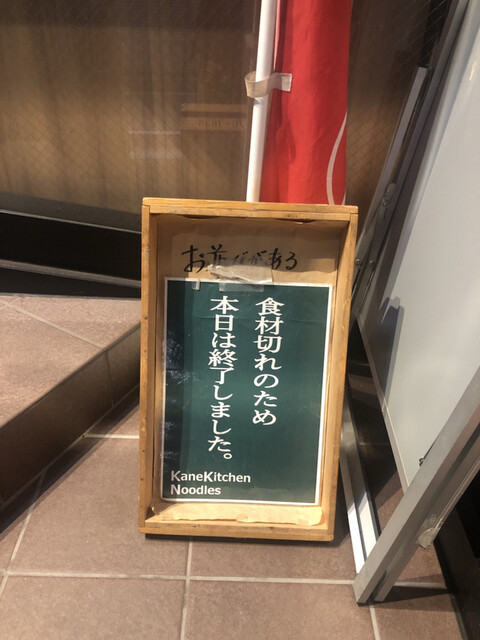 お並びがある
食材切れのため
本日は終了しました。
KaneKitchen
Noodles